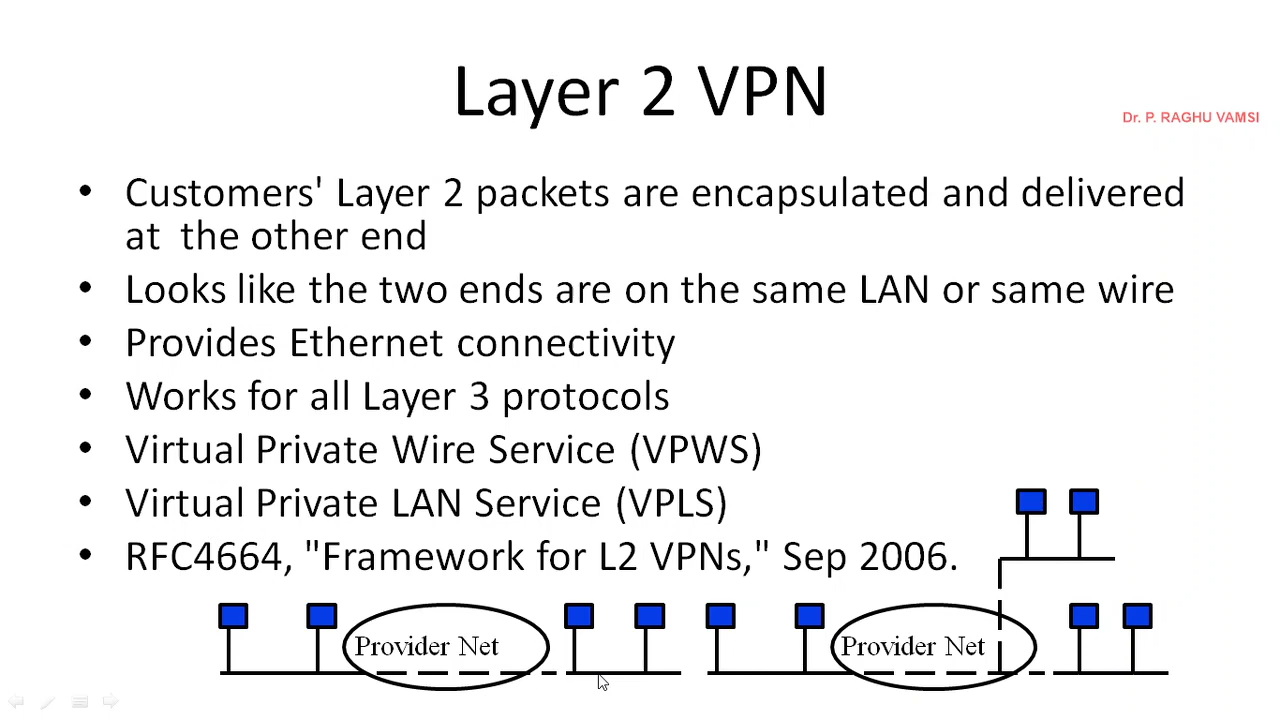 Layer 2 VPN
Dr. P. RAGHU VAMSI
• Customers' Layer 2 packets are encapsulated and delivered
at the other end
• Looks like the two ends are on the same LAN or same wire
• Provides Ethernet connectivity
• Works for all Layer 3 protocols
• Virtual Private Wire Service (VPWS)
• Virtual Private LAN Service (VPLS)
• RFC4664, "Framework for L2 VPNs," Sep 2006.
Provider Net
Provider Net